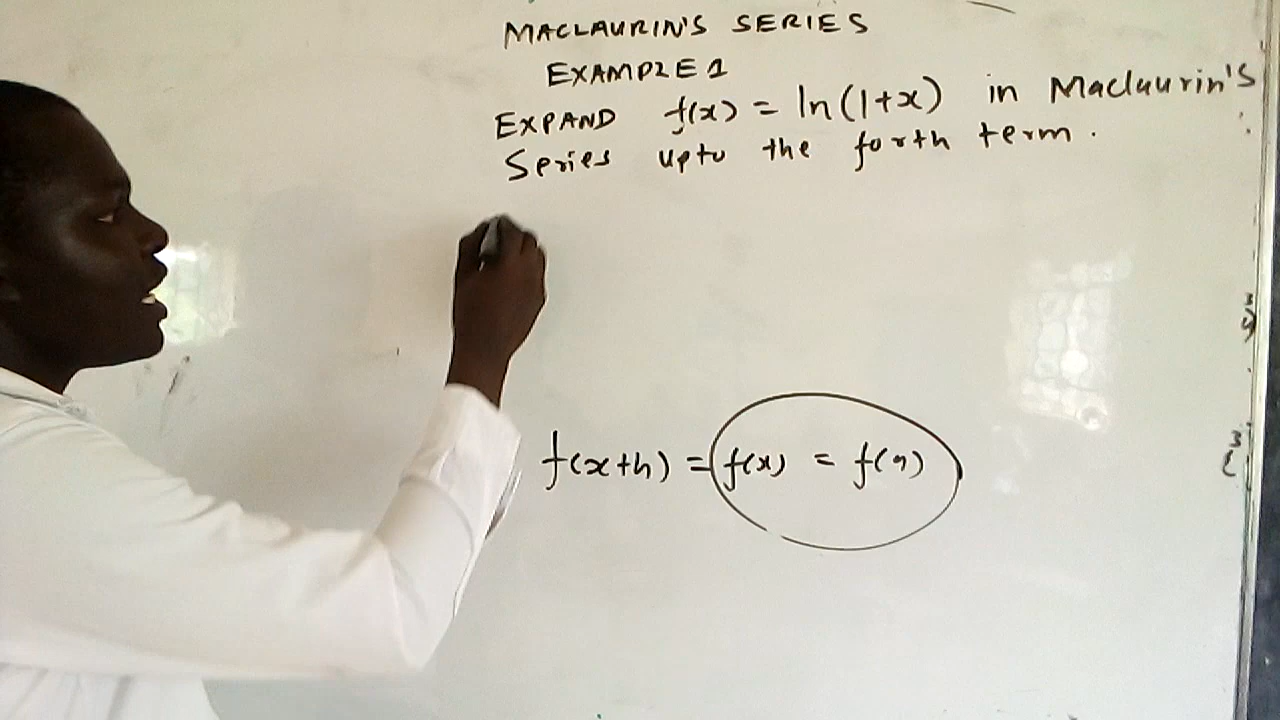 MACLAURIN'S SERIES
EXAMPLE 1
EXPAND f(x) = ln(1+x) in Maclaurin's
Series upto the forth term.
f(x+h) = f(x) = f(a)